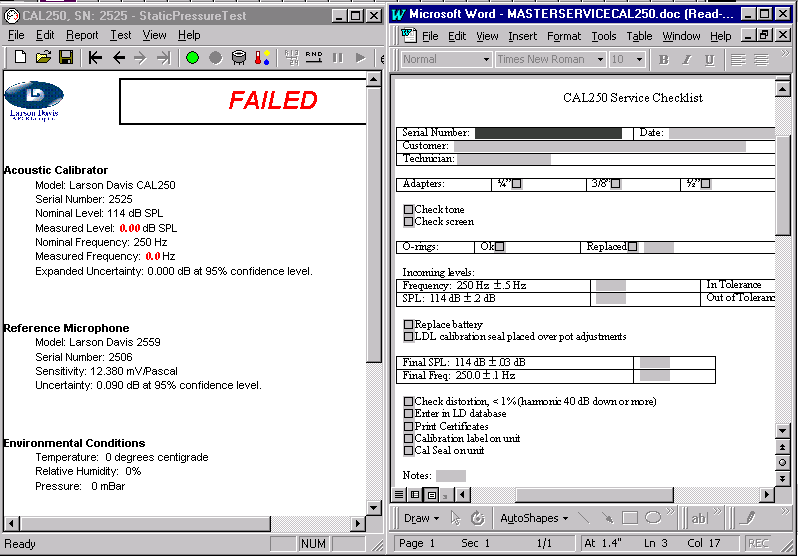 CAL250, SN: 2525 - StaticPressureTest
File Edit Report Test View Help
RND
Larson Davis
FAILED
Acoustic Calibrator
Model: Larson Davis CAL250
Serial Number: 2525
Nominal Level: 114 dB SPL
Measured Level: 0.00 dB SPL
Nominal Frequency: 250 Hz
Measured Frequency: 0.0 Hz
Expanded Uncertainty: 0.000 dB at 95% confidence level.
Reference Microphone
Model: Larson Davis 2559
Serial Number: 2506
Sensitivity: 12.380 mV/Pascal
Uncertainty: 0.090 dB at 95% confidence level.
Environmental Conditions
Temperature: 0 degrees centigrade
Relative Humidity: 0%
Pressure: 0 mBar
Ready NUM
Microsoft Word - MASTERSERVICECAL250.doc (Read-...
File Edit View Insert Format Tools Table Window Help
Normal Times New Roman 10 B I U
CAL250 Service Checklist
Serial Number: Date:
Customer:
Technician:
Adapters: ¼" 3/8" ½"
Check tone
Check screen
O-rings: Ok Replaced
Incoming levels:
Frequency: 250 Hz ±.5 Hz In Tolerance
SPL: 114 dB ±.2 dB Out of Toleranc
Replace battery
LDL calibration seal placed over pot adjustments
Final SPL: 114 dB ±.03 dB
Final Freq: 250.0 ±.1 Hz
Check distortion, < 1% (harmonic 40 dB down or more)
Enter in LD database
Print Certificates
Calibration label on unit
Cal Seal on unit
Notes:
Draw AutoShapes ab
Page 1 Sec 1 1/1 At 1.4" Ln 3 Col 17 REC